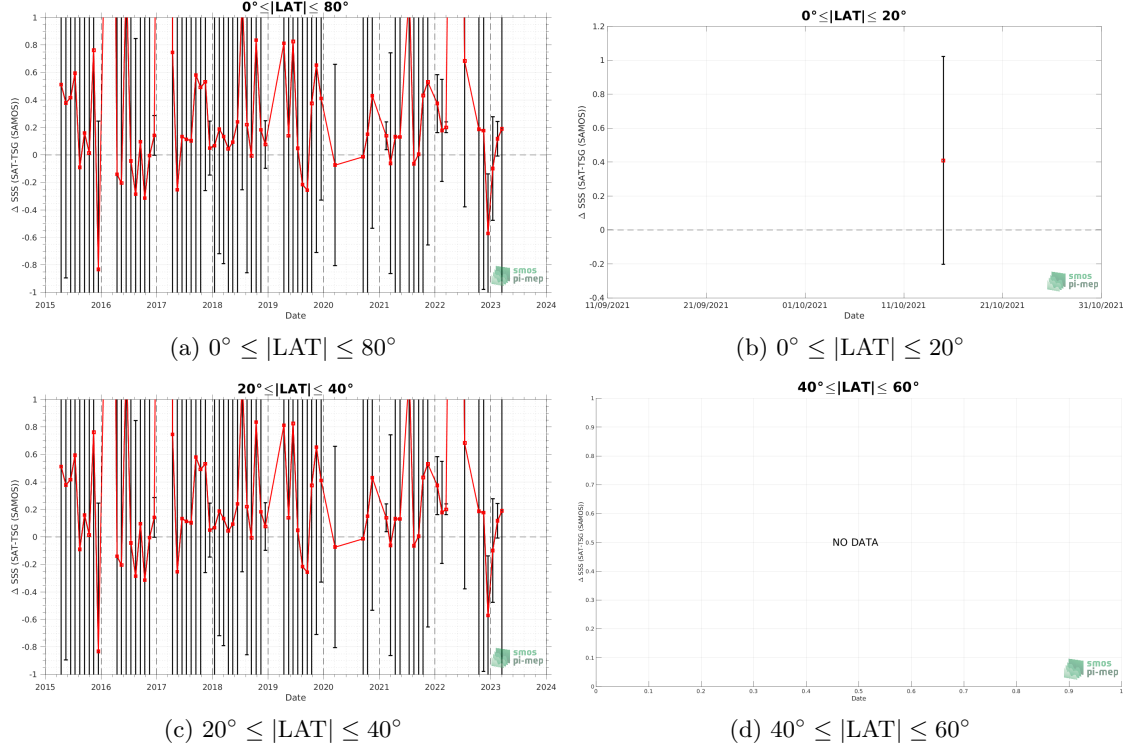 0°≤|LAT|≤ 80°
Δ SSS (SAT-TSG (SAMOS))
1
0.8
0.6
0.4
0.2
0
-0.2
-0.4
-0.6
-0.8
-1
2015 2016 2017 2018 2019 2020 2021 2022 2023 2024
Date
smos
pi-mep
(a) 0° ≤ |LAT| ≤ 80°
0°≤|LAT|≤ 20°
Δ SSS (SAT-TSG (SAMOS))
1.2
1
0.8
0.6
0.4
0.2
0
-0.2
-0.4
11/09/2021 21/09/2021 01/10/2021 11/10/2021 21/10/2021 31/10/2021
Date
smos
pi-mep
(b) 0° ≤ |LAT| ≤ 20°
20°≤|LAT|≤ 40°
Δ SSS (SAT-TSG (SAMOS))
1
0.8
0.6
0.4
0.2
0
-0.2
-0.4
-0.6
-0.8
-1
2015 2016 2017 2018 2019 2020 2021 2022 2023 2024
Date
smos
pi-mep
(c) 20° ≤ |LAT| ≤ 40°
40°≤|LAT|≤ 60°
Δ SSS (SAT-TSG (SAMOS))
1
0.9
0.8
0.7
0.6
0.5
0.4
0.3
0.2
0.1
0
NO DATA
0 0.1 0.2 0.3 0.4 0.5 0.6 0.7 0.8 0.9 1
Date
smos
pi-mep
(d) 40° ≤ |LAT| ≤ 60°